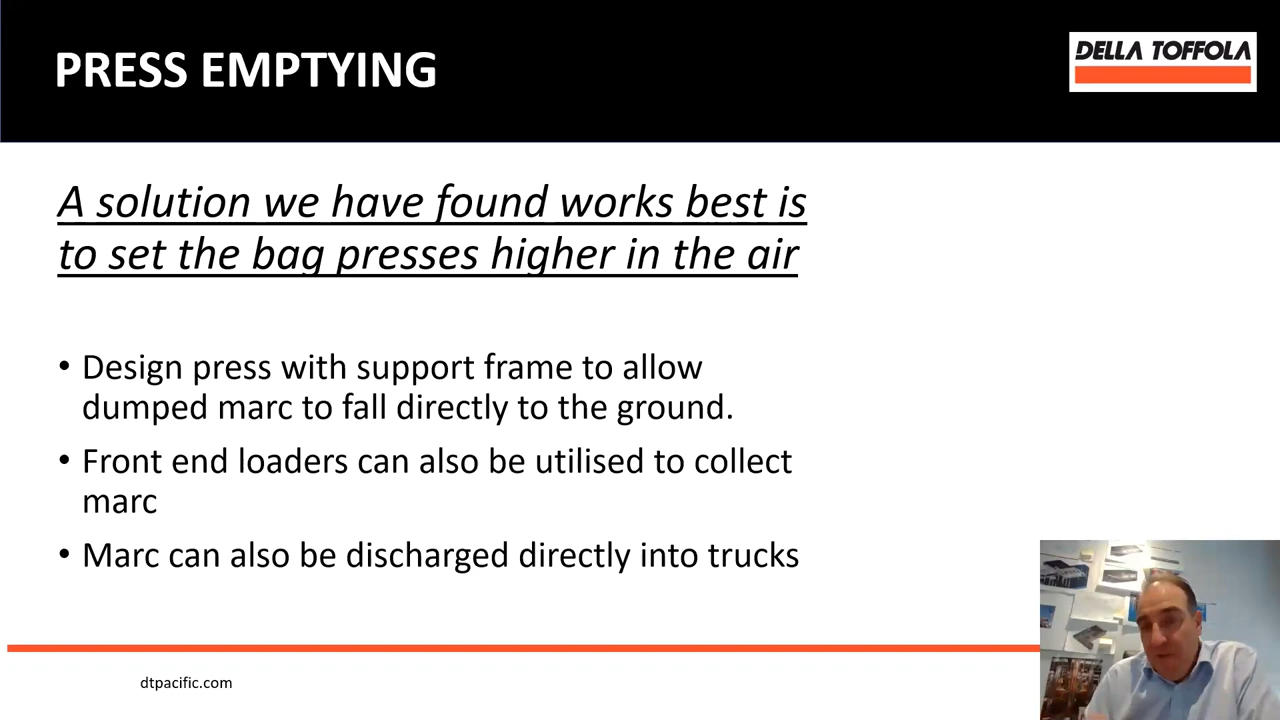 PRESS EMPTYING
DELLA TOFFOLA
A solution we have found works best is
to set the bag presses higher in the air
• Design press with support frame to allow
dumped marc to fall directly to the ground.
• Front end loaders can also be utilised to collect
marc
• Marc can also be discharged directly into trucks
dtpacific.com